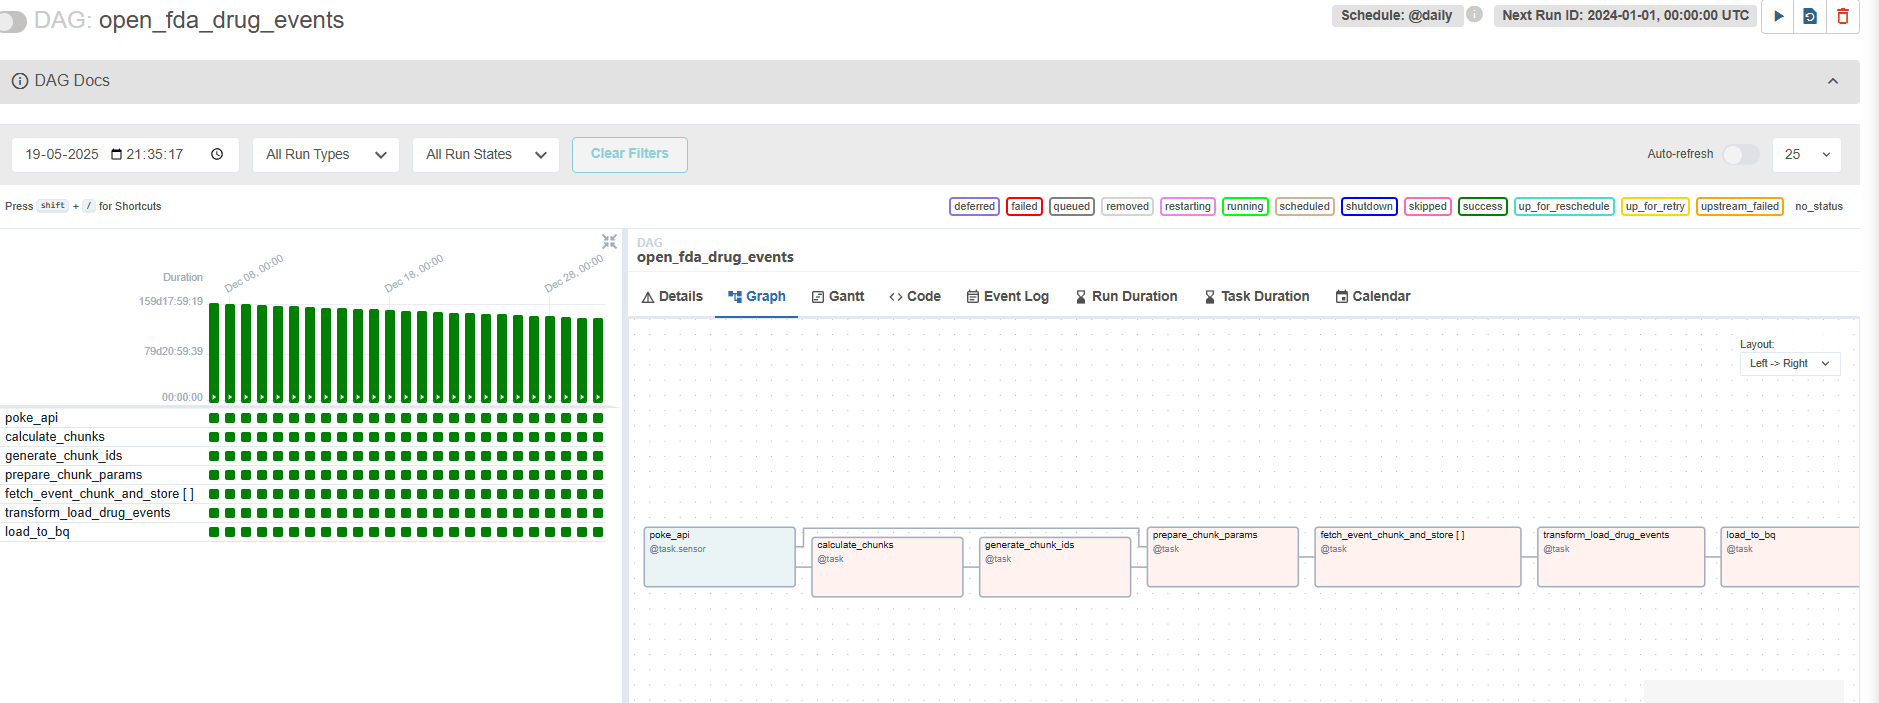 DAG: open_fda_drug_events
Schedule: @daily
Next Run ID: 2024-01-01, 00:00:00 UTC
DAG Docs
19-05-2025 21:35:17
All Run Types
All Run States
Clear Filters
Auto-refresh
25
Press shift + / for Shortcuts
deferred failed queued removed restarting running scheduled shutdown skipped success up_for_reschedule up_for_retry upstream_failed no_status
Duration
Dec 08, 00:00
Dec 18, 00:00
Dec 28, 00:00
159d17:59:19
79d20:59:39
00:00:00
poke_api
calculate_chunks
generate_chunk_ids
prepare_chunk_params
fetch_event_chunk_and_store [ ]
transform_load_drug_events
load_to_bq
DAG
open_fda_drug_events
Details
Graph
Gantt
Code
Event Log
Run Duration
Task Duration
Calendar
Layout:
Left -> Right
poke_api
@task.sensor
calculate_chunks
@task
generate_chunk_ids
@task
prepare_chunk_params
@task
fetch_event_chunk_and_store [ ]
@task
transform_load_drug_events
@task
load_to_bq
@task